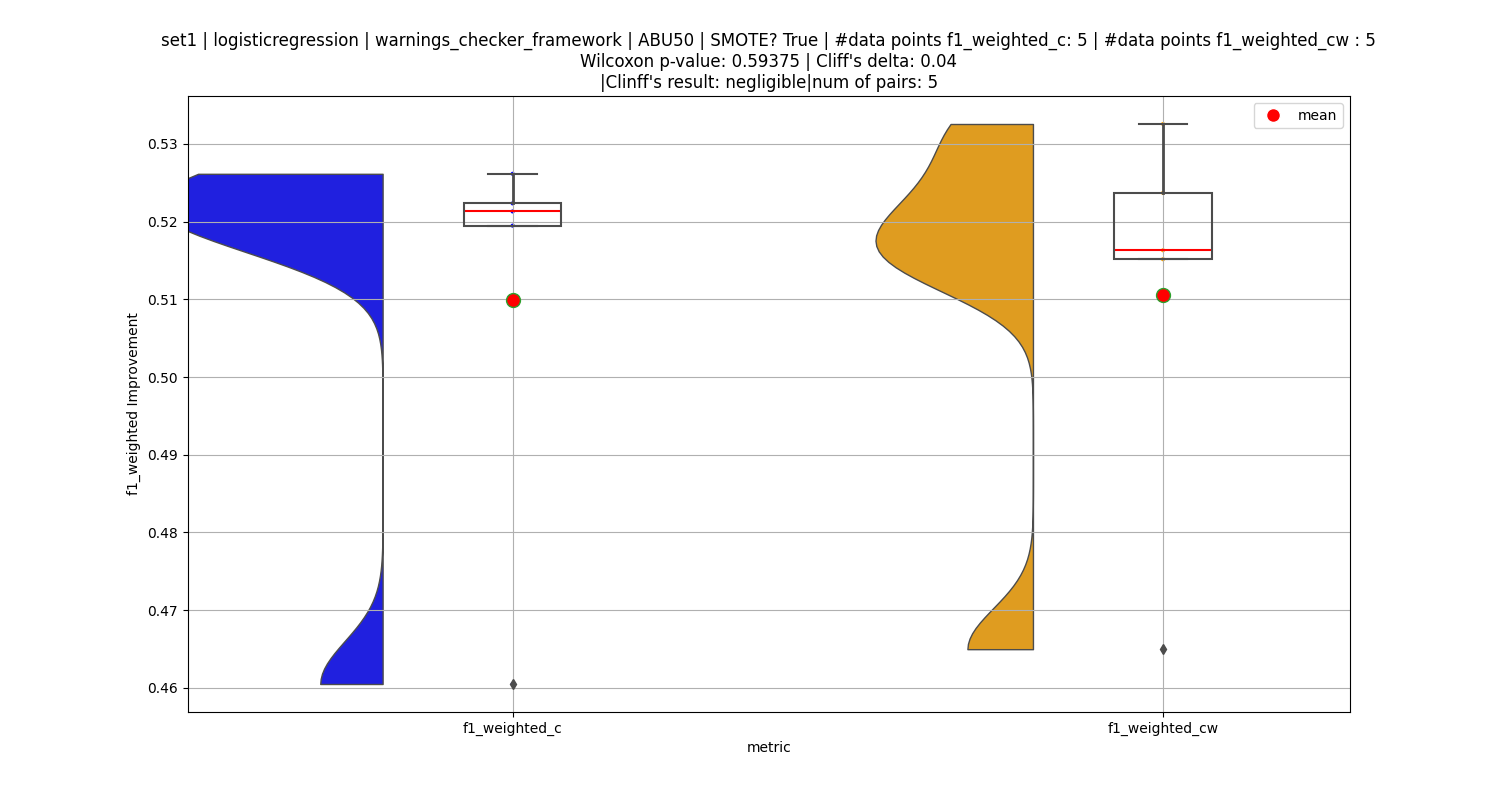 set1 | logisticregression | warnings_checker_framework | ABU50 | SMOTE? True | #data points f1_weighted_c: 5 | #data points f1_weighted_cw : 5
Wilcoxon p-value: 0.59375 | Cliff's delta: 0.04
|Clinff's result: negligible|num of pairs: 5
mean
0.53
0.52
0.51
0.50
0.49
0.48
0.47
0.46
f1_weighted Improvement
f1_weighted_c
f1_weighted_cw
metric